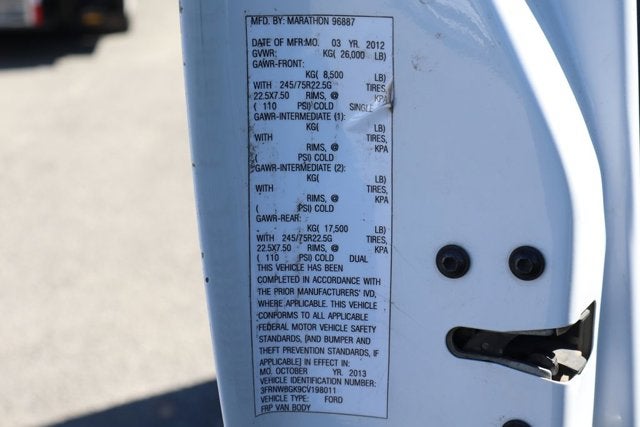 MFD. BY: MARATHON 96887
DATE OF MFR:MO. 03 YR. 2012
GVWR: KG( 26,000 LB)
GAWR-FRONT:
KG( 8,500 LB)
WITH 245/75R22.5G TIRES,
22.5X7.50 RIMS, @ KPA
( 110 PSI) COLD SINGLE
GAWR-INTERMEDIATE (1):
KG( LB)
WITH TIRES,
RIMS, @ KPA
( PSI) COLD
GAWR-INTERMEDIATE (2):
KG( LB)
WITH TIRES,
RIMS, @ KPA
( PSI) COLD
GAWR-REAR:
KG( 17,500 LB)
WITH 245/75R22.5G TIRES,
22.5X7.50 RIMS, @ KPA
( 110 PSI) COLD DUAL
THIS VEHICLE HAS BEEN
COMPLETED IN ACCORDANCE WITH
THE PRIOR MANUFACTURERS' IVD,
WHERE APPLICABLE. THIS VEHICLE
CONFORMS TO ALL APPLICABLE
FEDERAL MOTOR VEHICLE SAFETY
STANDARDS, [AND BUMPER AND
THEFT PREVENTION STANDARDS, IF
APPLICABLE] IN EFFECT IN:
MO. OCTOBER YR. 2013
VEHICLE IDENTIFICATION NUMBER:
3FRNW6GK9CV198011
VEHICLE TYPE: FORD
FRP VAN BODY